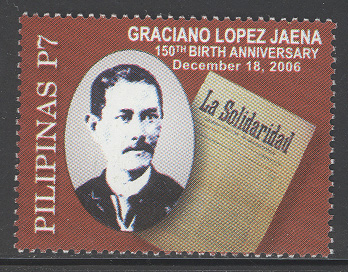 GRACIANO LOPEZ JAENA
150TH BIRTH ANNIVERSARY
December 18, 2006
PILIPINAS P7
La Solidaridad